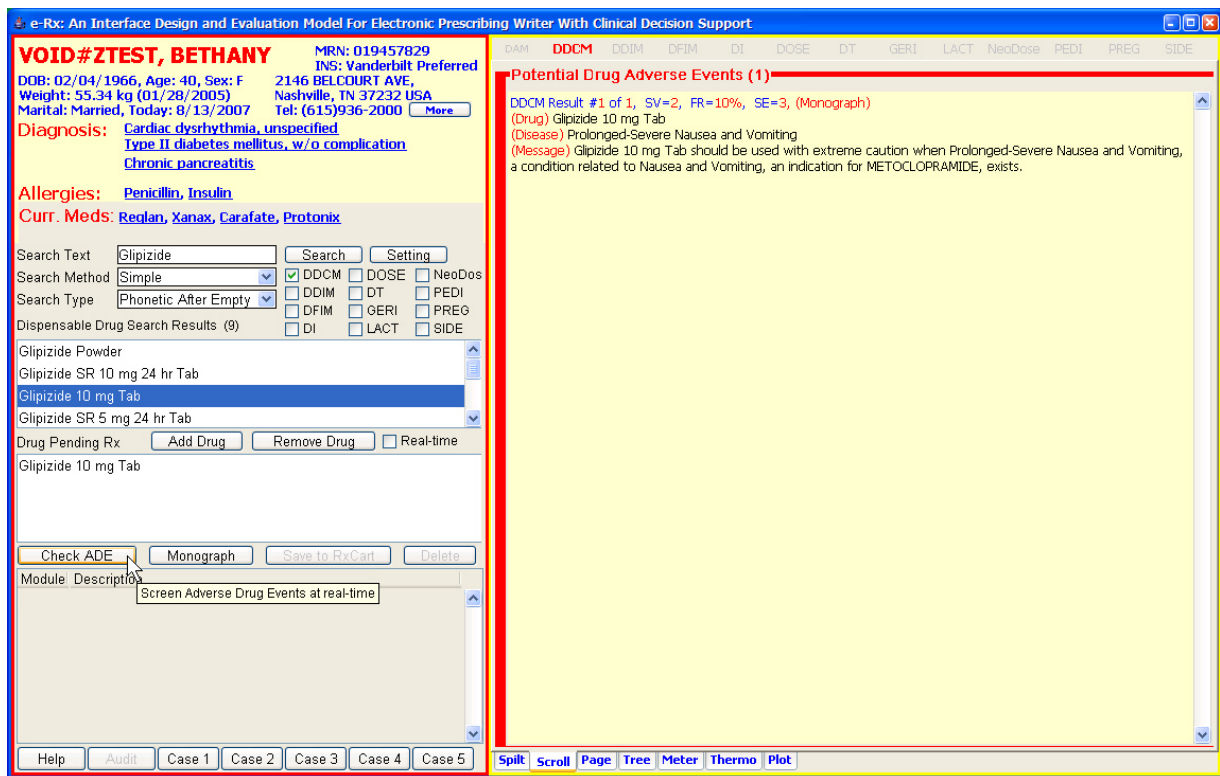 e-Rx: An Interface Design and Evaluation Model For Electronic Prescribing Writer With Clinical Decision Support
VOID#ZTEST, BETHANY
MRN: 019457829
INS: Vanderbilt Preferred
DOB: 02/04/1966, Age: 40, Sex: F 2146 BELCOURT AVE,
Weight: 55.34 kg (01/28/2005) Nashville, TN 37232 USA
Marital: Married, Today: 8/13/2007 Tel: (615)936-2000 More
Diagnosis: Cardiac dysrhythmia, unspecified
Type II diabetes mellitus, w/o complication
Chronic pancreatitis
Allergies: Penicillin, Insulin
Curr. Meds: Reglan, Xanax, Carafate, Protonix
Search Text Glipizide Search Setting
Search Method Simple DDCM DOSE NeoDos
Search Type Phonetic After Empty DDIM DT PEDI
DFIM GERI PREG
Dispensable Drug Search Results (9) DI LACT SIDE
Glipizide Powder
Glipizide SR 10 mg 24 hr Tab
Glipizide 10 mg Tab
Glipizide SR 5 mg 24 hr Tab
Drug Pending Rx Add Drug Remove Drug Real-time
Glipizide 10 mg Tab
Check ADE Monograph Save to RxCart Delete
Module Description
Screen Adverse Drug Events at real-time
Help Audit Case 1 Case 2 Case 3 Case 4 Case 5
DAM DDCM DDIM DFIM DI DOSE DT GERI LACT NeoDose PEDI PREG SIDE
Potential Drug Adverse Events (1)
DDCM Result #1 of 1, SV=2, FR=10%, SE=3, (Monograph)
(Drug) Glipizide 10 mg Tab
(Disease) Prolonged-Severe Nausea and Vomiting
(Message) Glipizide 10 mg Tab should be used with extreme caution when Prolonged-Severe Nausea and Vomiting,
a condition related to Nausea and Vomiting, an indication for METOCLOPRAMIDE, exists.
Spilt Scroll Page Tree Meter Thermo Plot